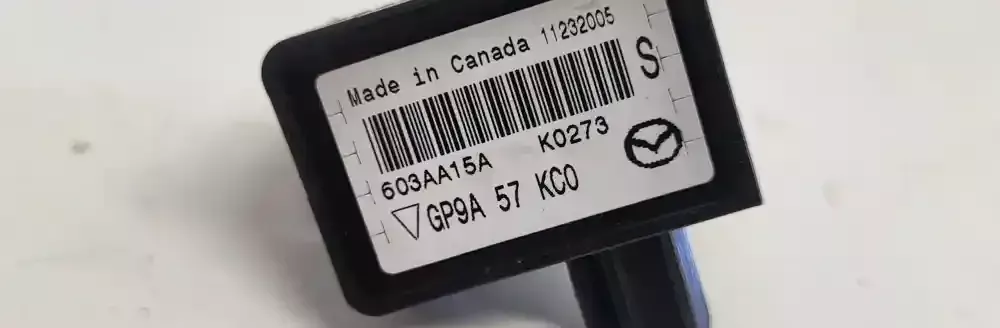 Made in Canada 11232005
S
603AA15A K0273
GP9A 57 KC0